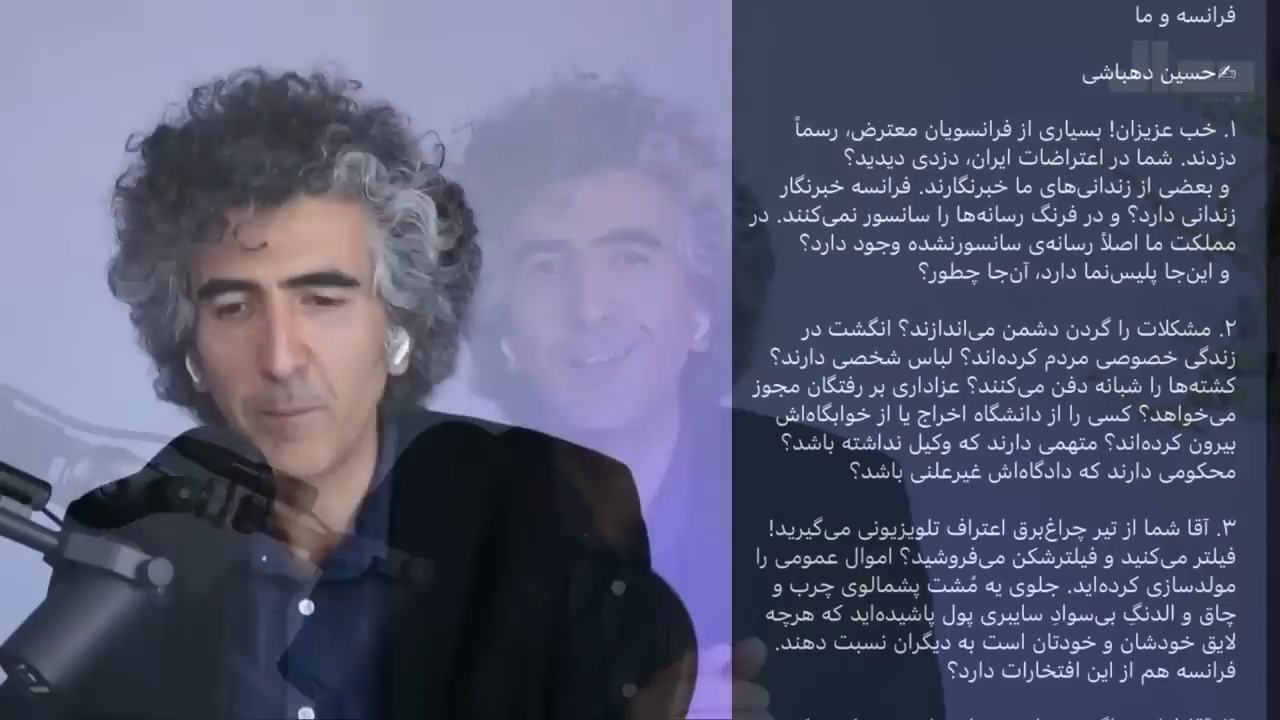 فرانسه و ما
✍حسین دهباشی
۱. خب عزیزان! بسیاری از فرانسویان معترض، رسماً
دزدند. شما در اعتراضات ایران، دزدی دیدید؟
و بعضی از زندانی‌های ما خبرنگارند. فرانسه خبرنگار
زندانی دارد؟ و در فرنگ رسانه‌ها را سانسور نمی‌کنند. در
مملکت ما اصلاً رسانه‌ی سانسورنشده وجود دارد؟
و این‌جا پلیس‌نما دارد، آن‌جا چطور؟
۲. مشکلات را گردن دشمن می‌اندازند؟ انگشت در
زندگی خصوصی مردم کرده‌اند؟ لباس شخصی دارند؟
کشته‌ها را شبانه دفن می‌کنند؟ عزاداری بر رفتگان مجوز
می‌خواهد؟ کسی را از دانشگاه اخراج یا از خوابگاه‌اش
بیرون کرده‌اند؟ متهمی دارند که وکیل نداشته باشد؟
محکومی دارند که دادگاه‌اش غیرعلنی باشد؟
۳. آقا شما از تیر چراغ‌برق اعتراف تلویزیونی می‌گیرید!
فیلتر می‌کنید و فیلترشکن می‌فروشید؟ اموال عمومی را
مولدسازی کرده‌اید. جلوی یه مُشت پشمالوی چرب و
چاق و الدنگِ بی‌سوادِ سایبری پول پاشیده‌اید که هرچه
لایق خودشان و خودتان است به دیگران نسبت دهند.
فرانسه هم از این افتخارات دارد؟